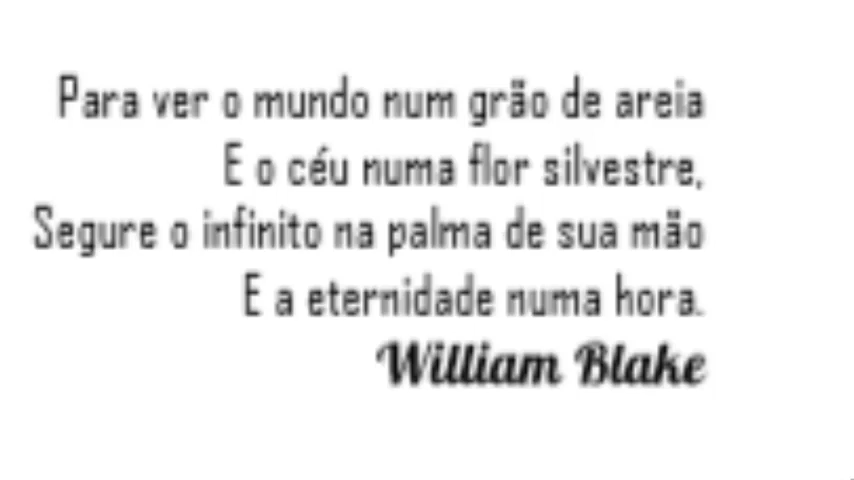 Para ver o mundo num grão de areia
E o céu numa flor silvestre,
Segure o infinito na palma de sua mão
E a eternidade numa hora.
William Blake